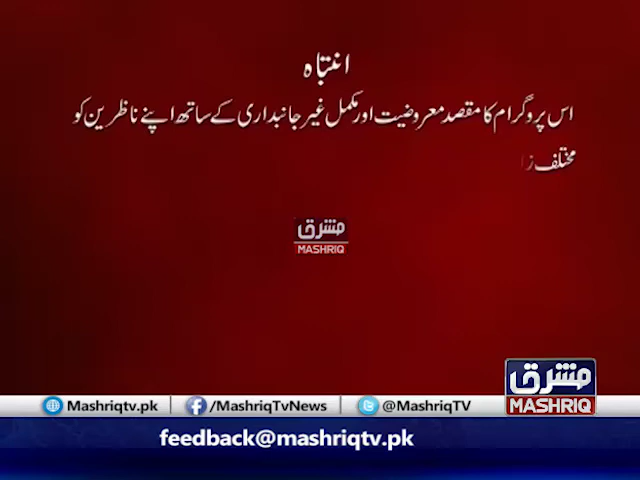 انتباہ
اس پروگرام کا مقصد معروضیت اور مکمل غیر جانبداری کے ساتھ اپنے ناظرین کو
مختلف
مشرق
MASHRIQ
مشرق
MASHRIQ
Mashriqtv.pk
/MashriqTvNews
@MashriqTV
feedback@mashriqtv.pk